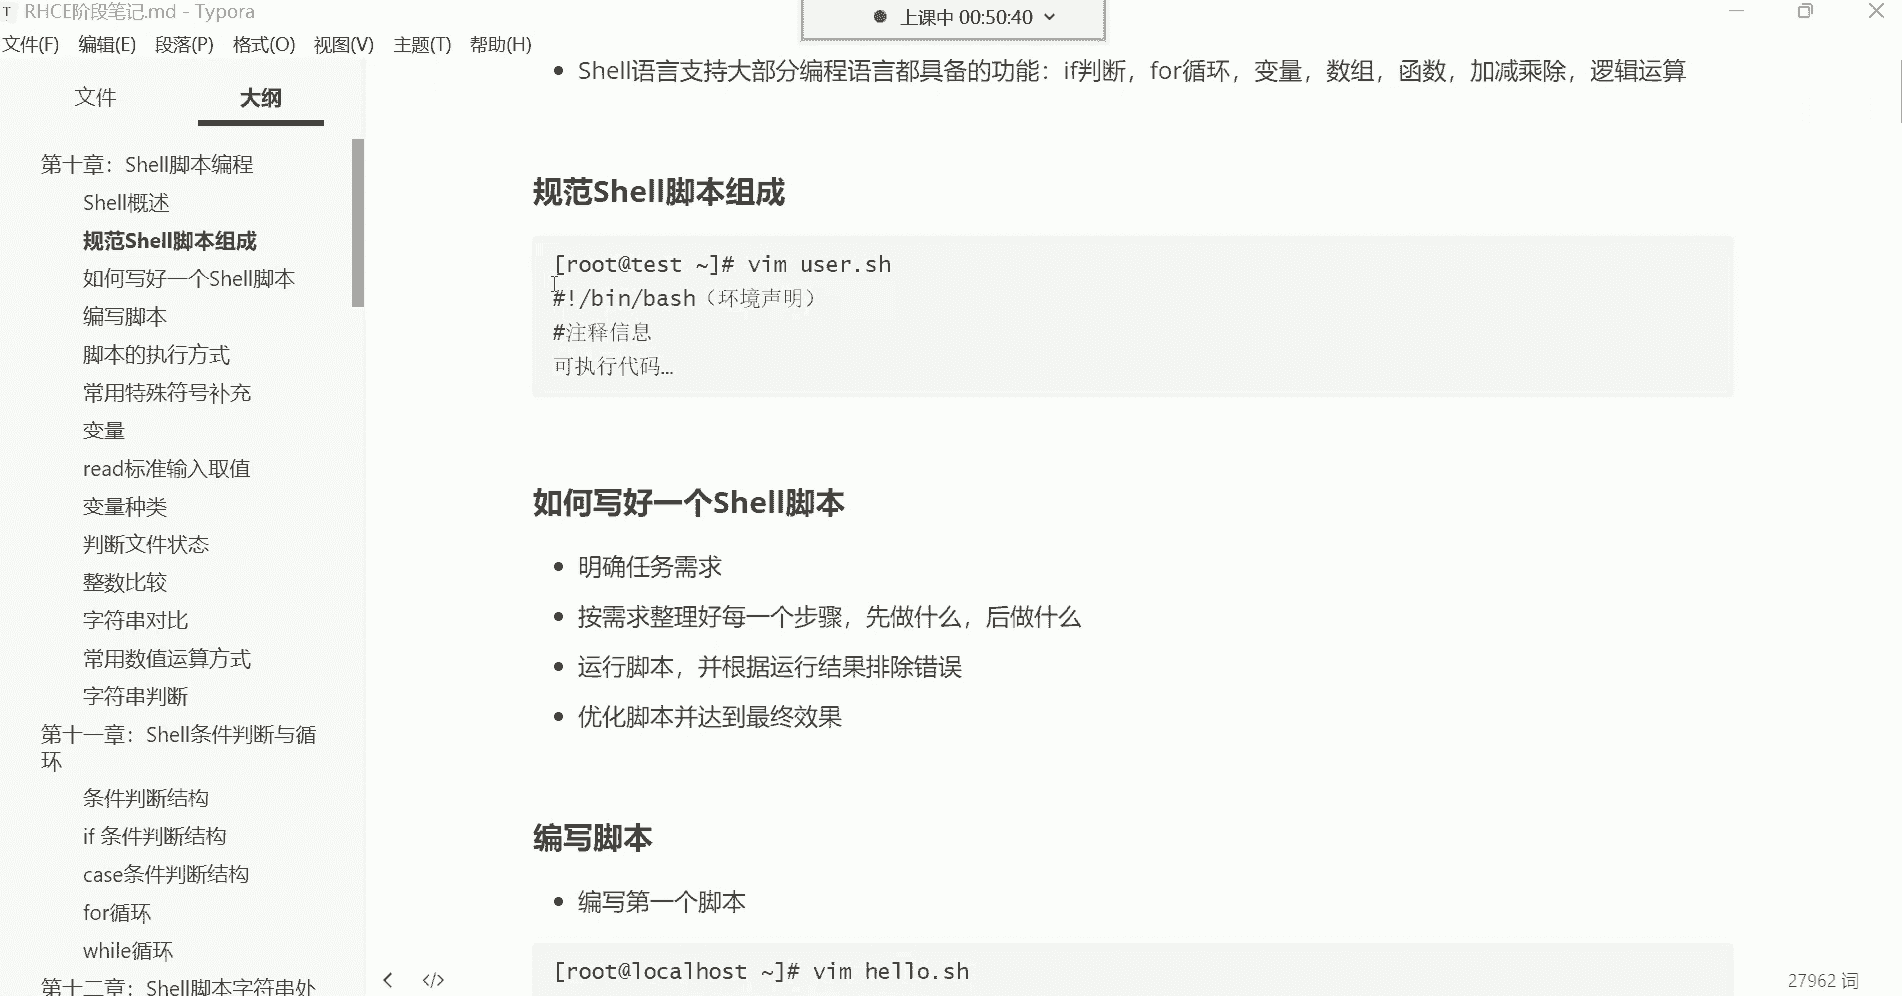 RHCE阶段笔记.md - Typora
上课中 00:50:40
文件(F) 编辑(E) 段落(P) 格式(O) 视图(V) 主题(T) 帮助(H)
文件 大纲
第十章：Shell脚本编程
Shell概述
规范Shell脚本组成
如何写好一个Shell脚本
编写脚本
脚本的执行方式
常用特殊符号补充
变量
read标准输入取值
变量种类
判断文件状态
整数比较
字符串对比
常用数值运算方式
字符串判断
第十一章：Shell条件判断与循
环
条件判断结构
if 条件判断结构
case条件判断结构
for循环
while循环
第十二章：Shell脚本字符串处
Shell语言支持大部分编程语言都具备的功能：if判断，for循环，变量，数组，函数，加减乘除，逻辑运算
规范Shell脚本组成
[root@test ~]# vim user.sh
#!/bin/bash（环境声明）
#注释信息
可执行代码...
如何写好一个Shell脚本
明确任务需求
按需求整理好每一个步骤，先做什么，后做什么
运行脚本，并根据运行结果排除错误
优化脚本并达到最终效果
编写脚本
编写第一个脚本
[root@localhost ~]# vim hello.sh
27962 词